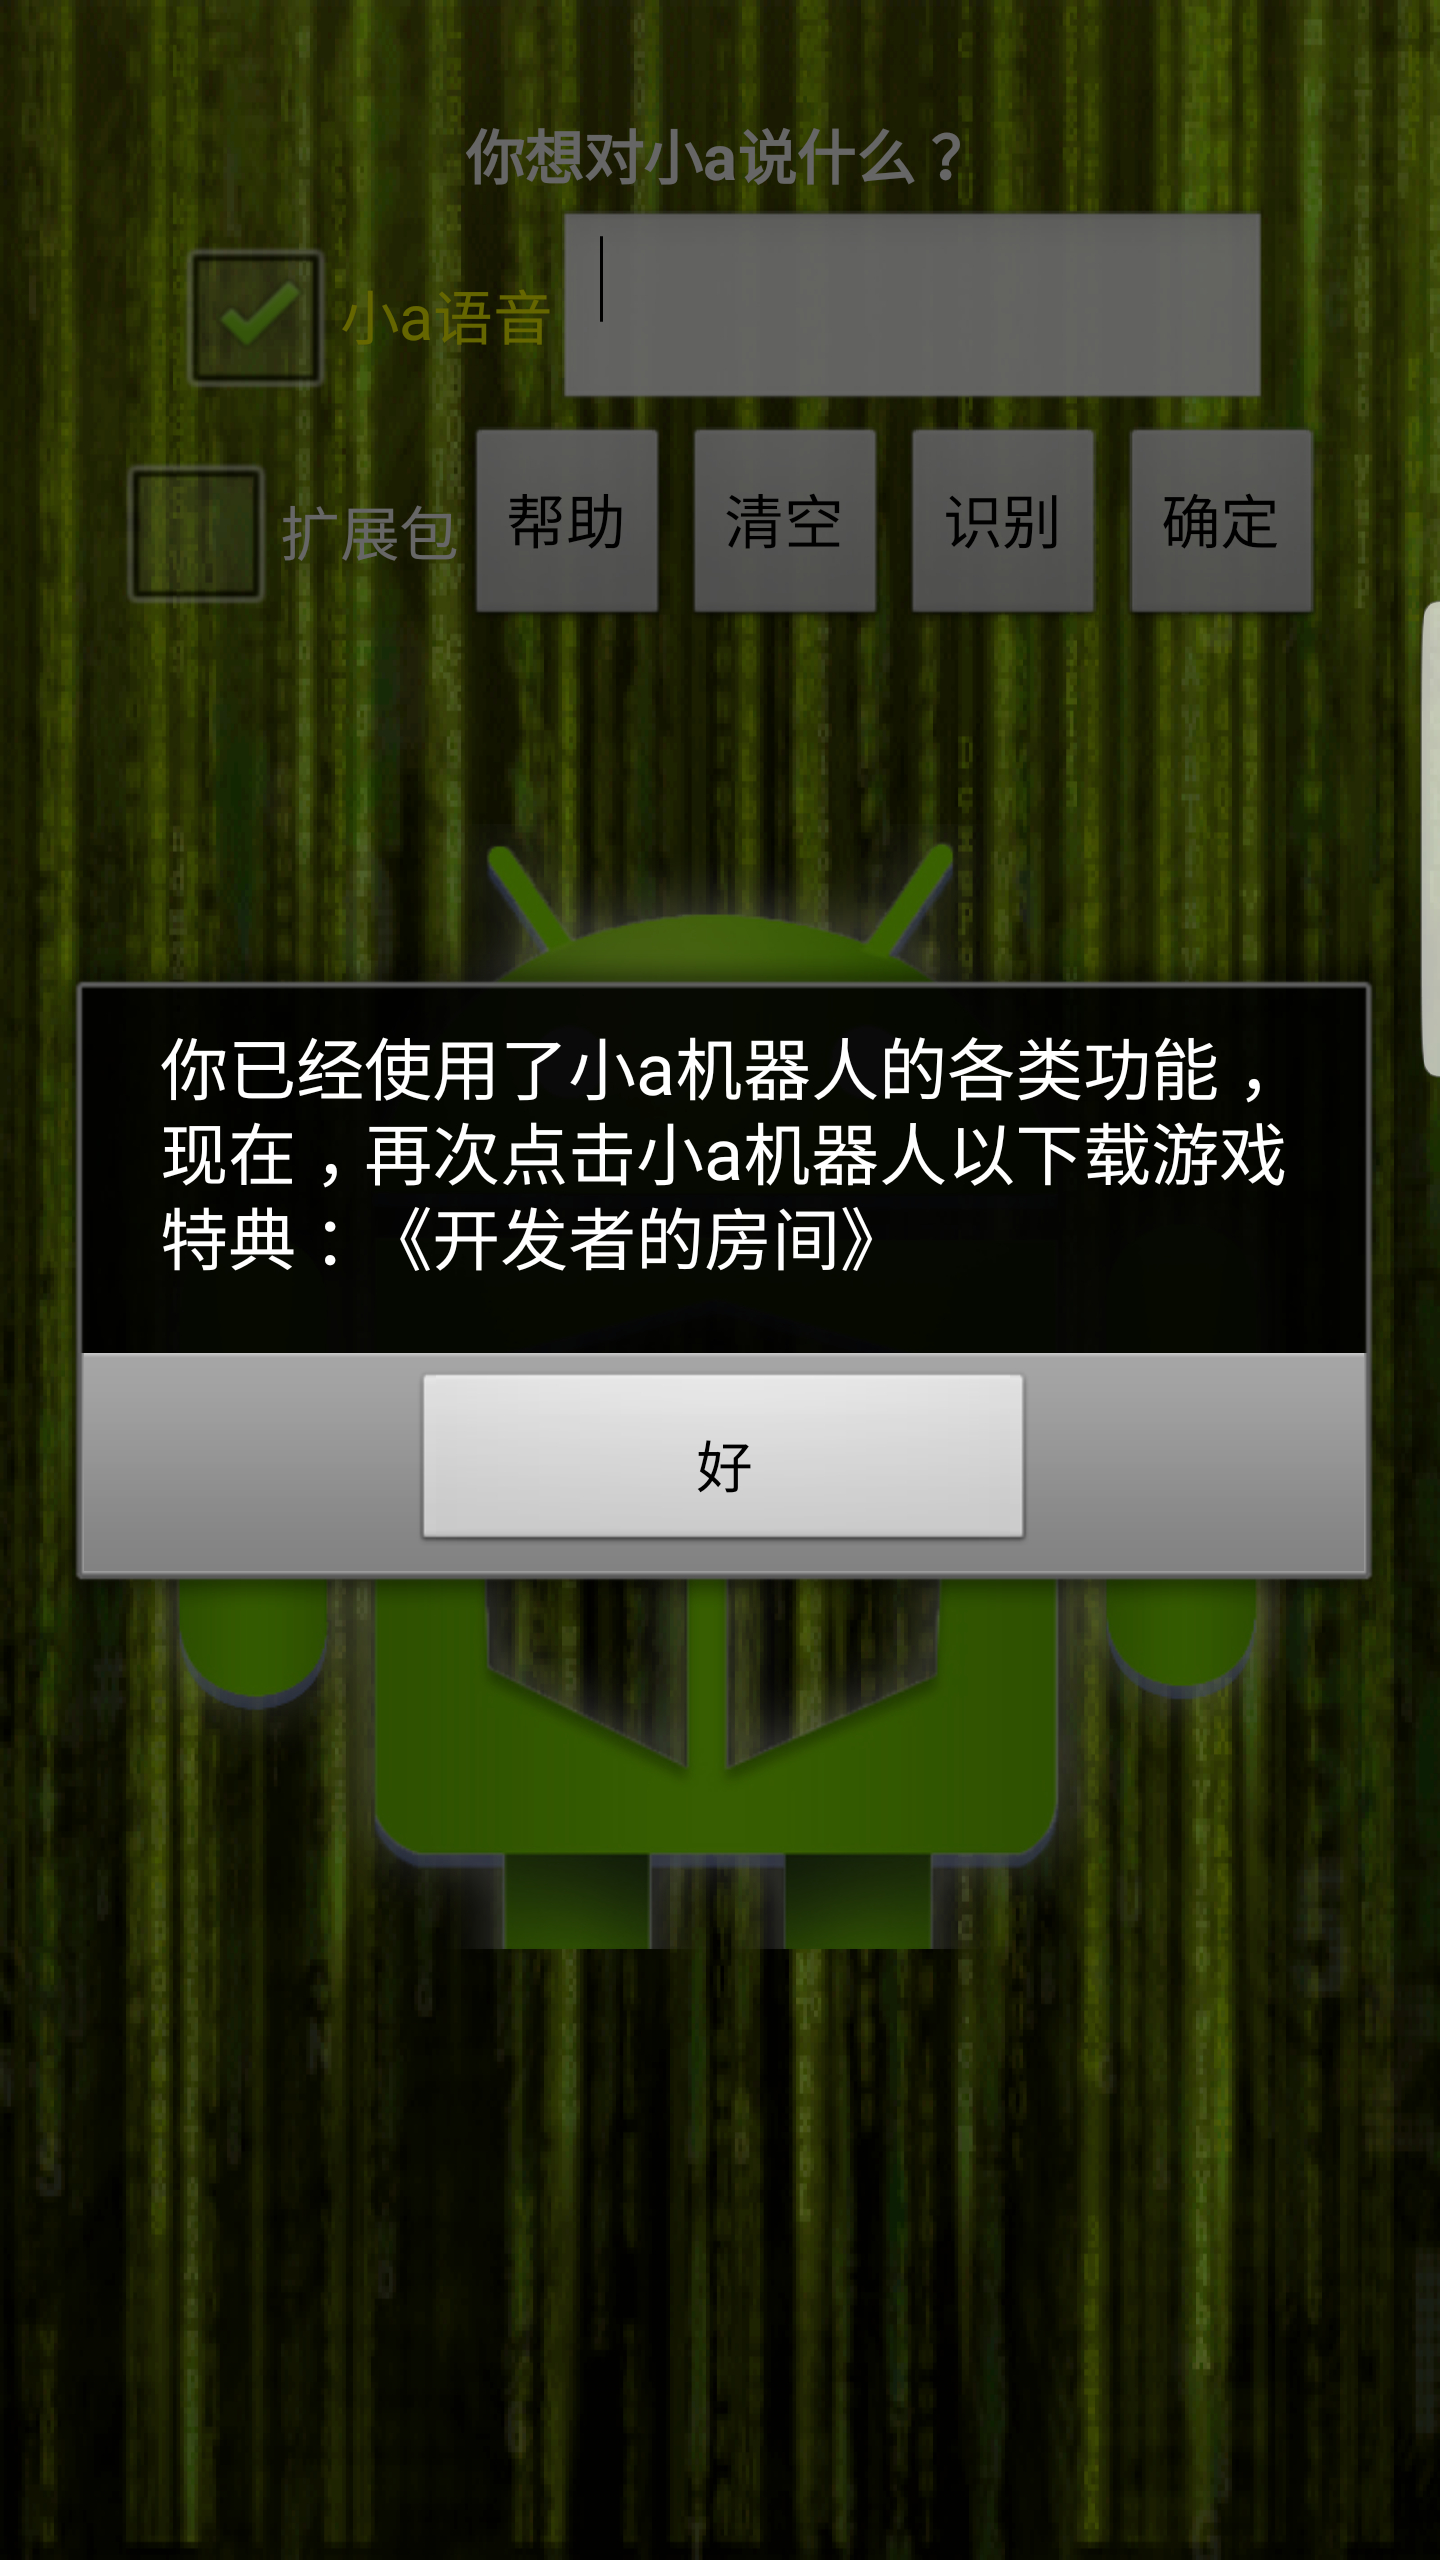 你想对小a说什么？
小a语音
扩展包 帮助 清空 识别 确定
你已经使用了小a机器人的各类功能，
现在，再次点击小a机器人以下载游戏
特典：《开发者的房间》
好